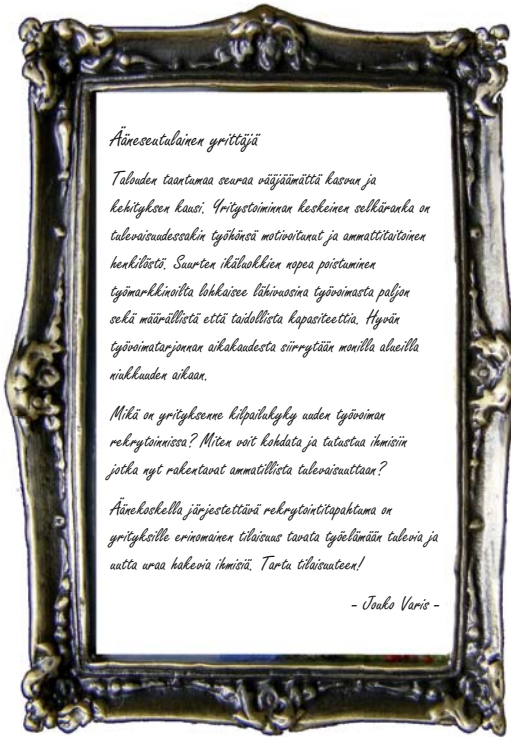 Ääneseutulainen yrittäjä
Talouden taantumaa seuraa vääjäämättä kasvun ja
kehityksen kausi. Yritystoiminnan keskeinen selkäranka on
tulevaisuudessakin työhönsä motivoitunut ja ammattitaitoinen
henkilöstö. Suurten ikäluokkien nopea poistuminen
työmarkkinoilta lohkaisee lähivuosina työvoimasta paljon
sekä määrällistä että taidollista kapasiteettia. Hyvän
työvoimatarjonnan aikakaudesta siirrytään monilla alueilla
niukkuuden aikaan.
Mikä on yrityksenne kilpailukyky uuden työvoiman
rekrytoinnissa? Miten voit kohdata ja tutustua ihmisiin
jotka nyt rakentavat ammatillista tulevaisuuttaan?
Äänekoskella järjestettävä rekrytointitapahtuma on
yrityksille erinomainen tilaisuus tavata työelämään tulevia ja
uutta uraa hakevia ihmisiä. Tartu tilaisuuteen!
- Jouko Varis -